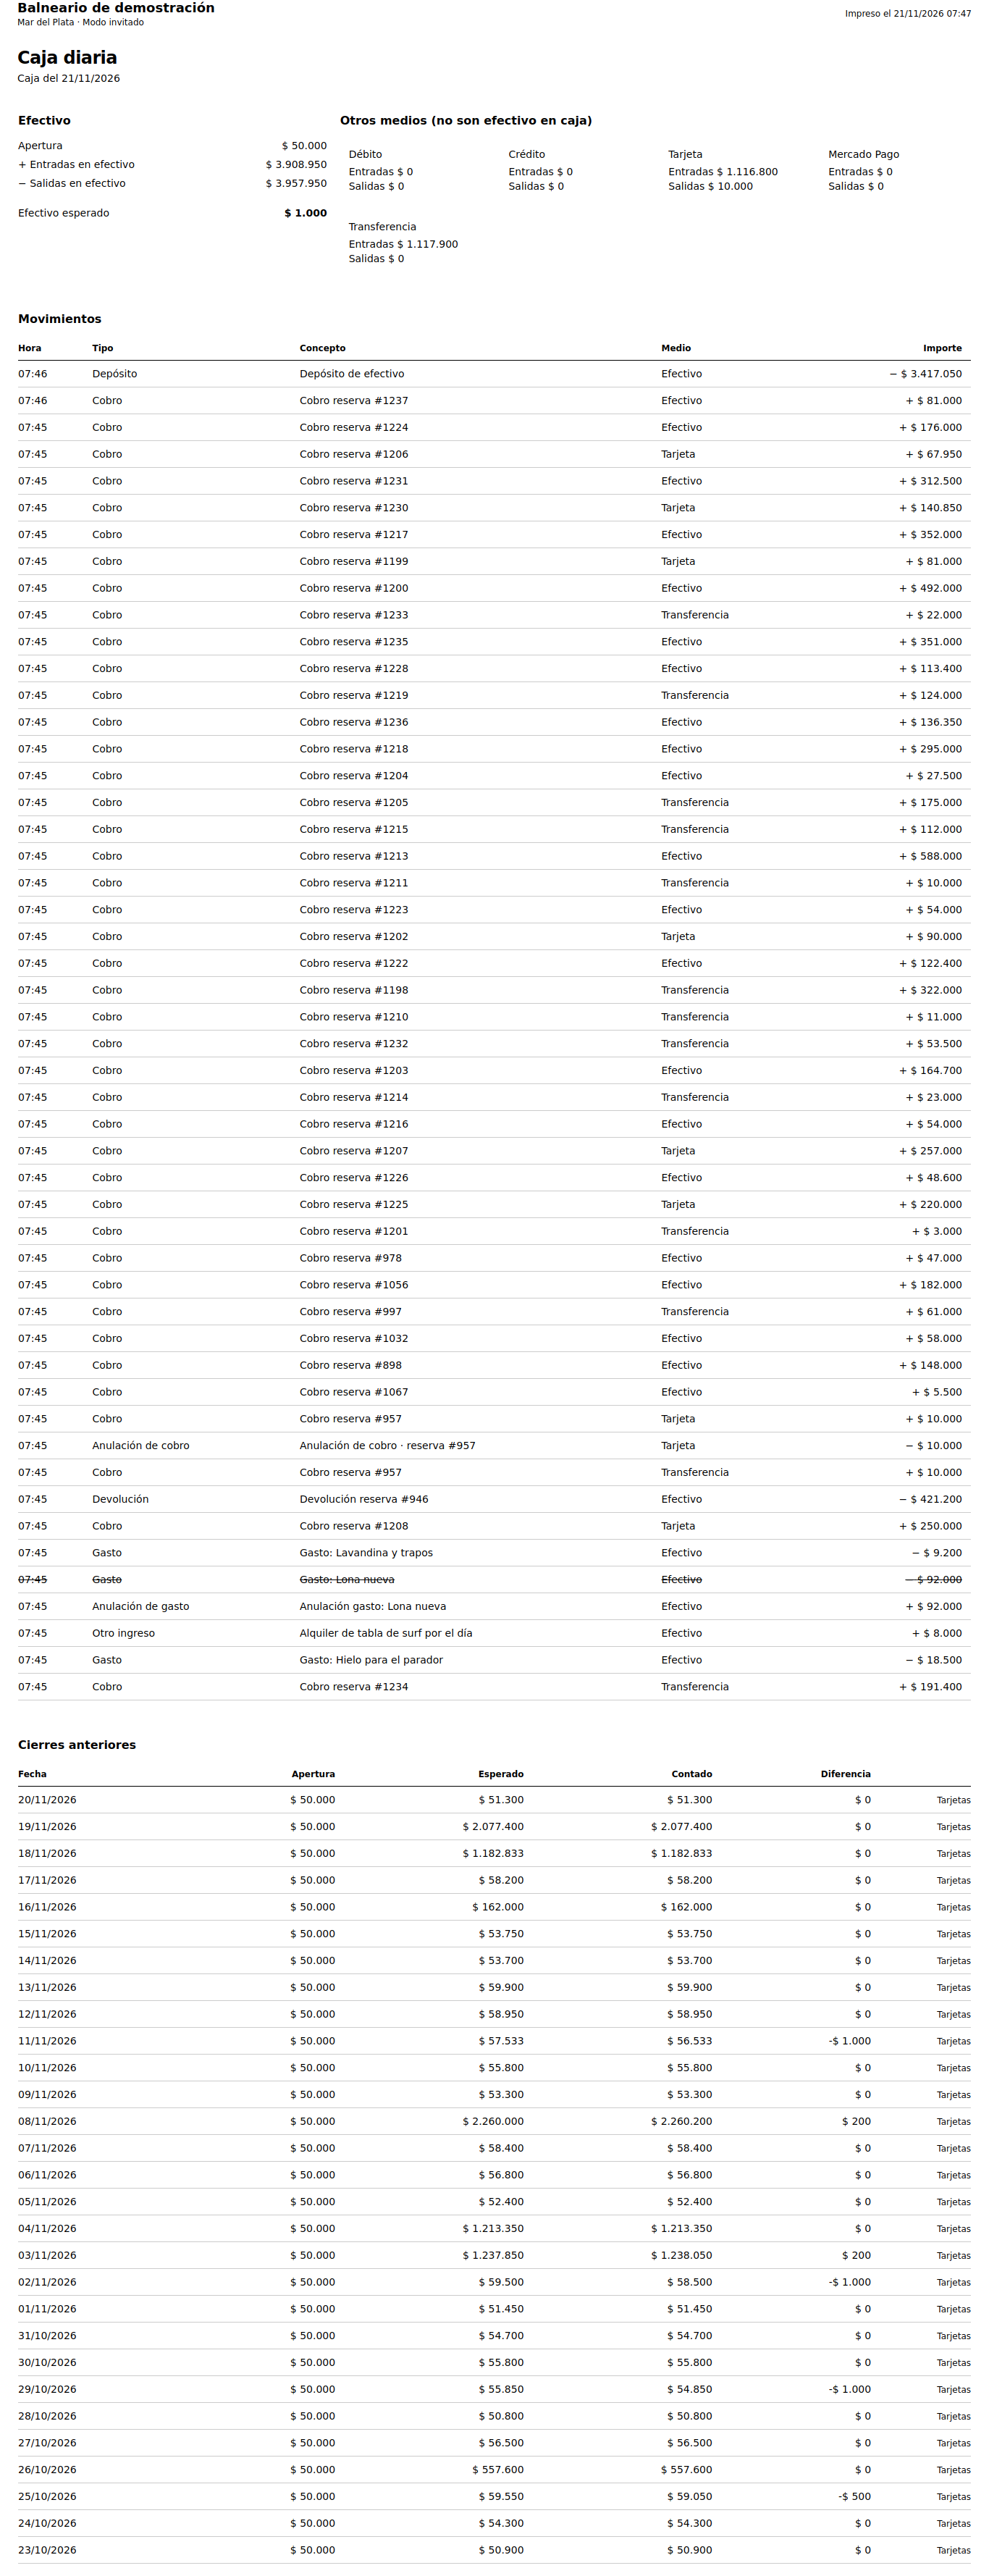 Balneario de demostración
Mar del Plata · Modo invitado
Impreso el 21/11/2026 07:47
Caja diaria
Caja del 21/11/2026
Efectivo
Apertura $ 50.000
+ Entradas en efectivo $ 3.908.950
− Salidas en efectivo $ 3.957.950
Efectivo esperado $ 1.000
Otros medios (no son efectivo en caja)
Débito Crédito Tarjeta Mercado Pago
Entradas $ 0 Entradas $ 0 Entradas $ 1.116.800 Entradas $ 0
Salidas $ 0 Salidas $ 0 Salidas $ 10.000 Salidas $ 0
Transferencia
Entradas $ 1.117.900
Salidas $ 0
Movimientos
Hora Tipo Concepto Medio Importe
07:46 Depósito Depósito de efectivo Efectivo − $ 3.417.050
07:46 Cobro Cobro reserva #1237 Efectivo + $ 81.000
07:45 Cobro Cobro reserva #1224 Efectivo + $ 176.000
07:45 Cobro Cobro reserva #1206 Tarjeta + $ 67.950
07:45 Cobro Cobro reserva #1231 Efectivo + $ 312.500
07:45 Cobro Cobro reserva #1230 Tarjeta + $ 140.850
07:45 Cobro Cobro reserva #1217 Efectivo + $ 352.000
07:45 Cobro Cobro reserva #1199 Tarjeta + $ 81.000
07:45 Cobro Cobro reserva #1200 Efectivo + $ 492.000
07:45 Cobro Cobro reserva #1233 Transferencia + $ 22.000
07:45 Cobro Cobro reserva #1235 Efectivo + $ 351.000
07:45 Cobro Cobro reserva #1228 Efectivo + $ 113.400
07:45 Cobro Cobro reserva #1219 Transferencia + $ 124.000
07:45 Cobro Cobro reserva #1236 Efectivo + $ 136.350
07:45 Cobro Cobro reserva #1218 Efectivo + $ 295.000
07:45 Cobro Cobro reserva #1204 Efectivo + $ 27.500
07:45 Cobro Cobro reserva #1205 Transferencia + $ 175.000
07:45 Cobro Cobro reserva #1215 Transferencia + $ 112.000
07:45 Cobro Cobro reserva #1213 Efectivo + $ 588.000
07:45 Cobro Cobro reserva #1211 Transferencia + $ 10.000
07:45 Cobro Cobro reserva #1223 Efectivo + $ 54.000
07:45 Cobro Cobro reserva #1202 Tarjeta + $ 90.000
07:45 Cobro Cobro reserva #1222 Efectivo + $ 122.400
07:45 Cobro Cobro reserva #1198 Transferencia + $ 322.000
07:45 Cobro Cobro reserva #1210 Transferencia + $ 11.000
07:45 Cobro Cobro reserva #1232 Transferencia + $ 53.500
07:45 Cobro Cobro reserva #1203 Efectivo + $ 164.700
07:45 Cobro Cobro reserva #1214 Transferencia + $ 23.000
07:45 Cobro Cobro reserva #1216 Efectivo + $ 54.000
07:45 Cobro Cobro reserva #1207 Tarjeta + $ 257.000
07:45 Cobro Cobro reserva #1226 Efectivo + $ 48.600
07:45 Cobro Cobro reserva #1225 Tarjeta + $ 220.000
07:45 Cobro Cobro reserva #1201 Transferencia + $ 3.000
07:45 Cobro Cobro reserva #978 Efectivo + $ 47.000
07:45 Cobro Cobro reserva #1056 Efectivo + $ 182.000
07:45 Cobro Cobro reserva #997 Transferencia + $ 61.000
07:45 Cobro Cobro reserva #1032 Efectivo + $ 58.000
07:45 Cobro Cobro reserva #898 Efectivo + $ 148.000
07:45 Cobro Cobro reserva #1067 Efectivo + $ 5.500
07:45 Cobro Cobro reserva #957 Tarjeta + $ 10.000
07:45 Anulación de cobro Anulación de cobro · reserva #957 Tarjeta − $ 10.000
07:45 Cobro Cobro reserva #957 Transferencia + $ 10.000
07:45 Devolución Devolución reserva #946 Efectivo − $ 421.200
07:45 Cobro Cobro reserva #1208 Tarjeta + $ 250.000
07:45 Gasto Gasto: Lavandina y trapos Efectivo − $ 9.200
07:45 Gasto Gasto: Lona nueva Efectivo − $ 92.000
07:45 Anulación de gasto Anulación gasto: Lona nueva Efectivo + $ 92.000
07:45 Otro ingreso Alquiler de tabla de surf por el día Efectivo + $ 8.000
07:45 Gasto Gasto: Hielo para el parador Efectivo − $ 18.500
07:45 Cobro Cobro reserva #1234 Transferencia + $ 191.400
Cierres anteriores
Fecha Apertura Esperado Contado Diferencia
20/11/2026 $ 50.000 $ 51.300 $ 51.300 $ 0 Tarjetas
19/11/2026 $ 50.000 $ 2.077.400 $ 2.077.400 $ 0 Tarjetas
18/11/2026 $ 50.000 $ 1.182.833 $ 1.182.833 $ 0 Tarjetas
17/11/2026 $ 50.000 $ 58.200 $ 58.200 $ 0 Tarjetas
16/11/2026 $ 50.000 $ 162.000 $ 162.000 $ 0 Tarjetas
15/11/2026 $ 50.000 $ 53.750 $ 53.750 $ 0 Tarjetas
14/11/2026 $ 50.000 $ 53.700 $ 53.700 $ 0 Tarjetas
13/11/2026 $ 50.000 $ 59.900 $ 59.900 $ 0 Tarjetas
12/11/2026 $ 50.000 $ 58.950 $ 58.950 $ 0 Tarjetas
11/11/2026 $ 50.000 $ 57.533 $ 56.533 -$ 1.000 Tarjetas
10/11/2026 $ 50.000 $ 55.800 $ 55.800 $ 0 Tarjetas
09/11/2026 $ 50.000 $ 53.300 $ 53.300 $ 0 Tarjetas
08/11/2026 $ 50.000 $ 2.260.000 $ 2.260.200 $ 200 Tarjetas
07/11/2026 $ 50.000 $ 58.400 $ 58.400 $ 0 Tarjetas
06/11/2026 $ 50.000 $ 56.800 $ 56.800 $ 0 Tarjetas
05/11/2026 $ 50.000 $ 52.400 $ 52.400 $ 0 Tarjetas
04/11/2026 $ 50.000 $ 1.213.350 $ 1.213.350 $ 0 Tarjetas
03/11/2026 $ 50.000 $ 1.237.850 $ 1.238.050 $ 200 Tarjetas
02/11/2026 $ 50.000 $ 59.500 $ 58.500 -$ 1.000 Tarjetas
01/11/2026 $ 50.000 $ 51.450 $ 51.450 $ 0 Tarjetas
31/10/2026 $ 50.000 $ 54.700 $ 54.700 $ 0 Tarjetas
30/10/2026 $ 50.000 $ 55.800 $ 55.800 $ 0 Tarjetas
29/10/2026 $ 50.000 $ 55.850 $ 54.850 -$ 1.000 Tarjetas
28/10/2026 $ 50.000 $ 50.800 $ 50.800 $ 0 Tarjetas
27/10/2026 $ 50.000 $ 56.500 $ 56.500 $ 0 Tarjetas
26/10/2026 $ 50.000 $ 557.600 $ 557.600 $ 0 Tarjetas
25/10/2026 $ 50.000 $ 59.550 $ 59.050 -$ 500 Tarjetas
24/10/2026 $ 50.000 $ 54.300 $ 54.300 $ 0 Tarjetas
23/10/2026 $ 50.000 $ 50.900 $ 50.900 $ 0 Tarjetas